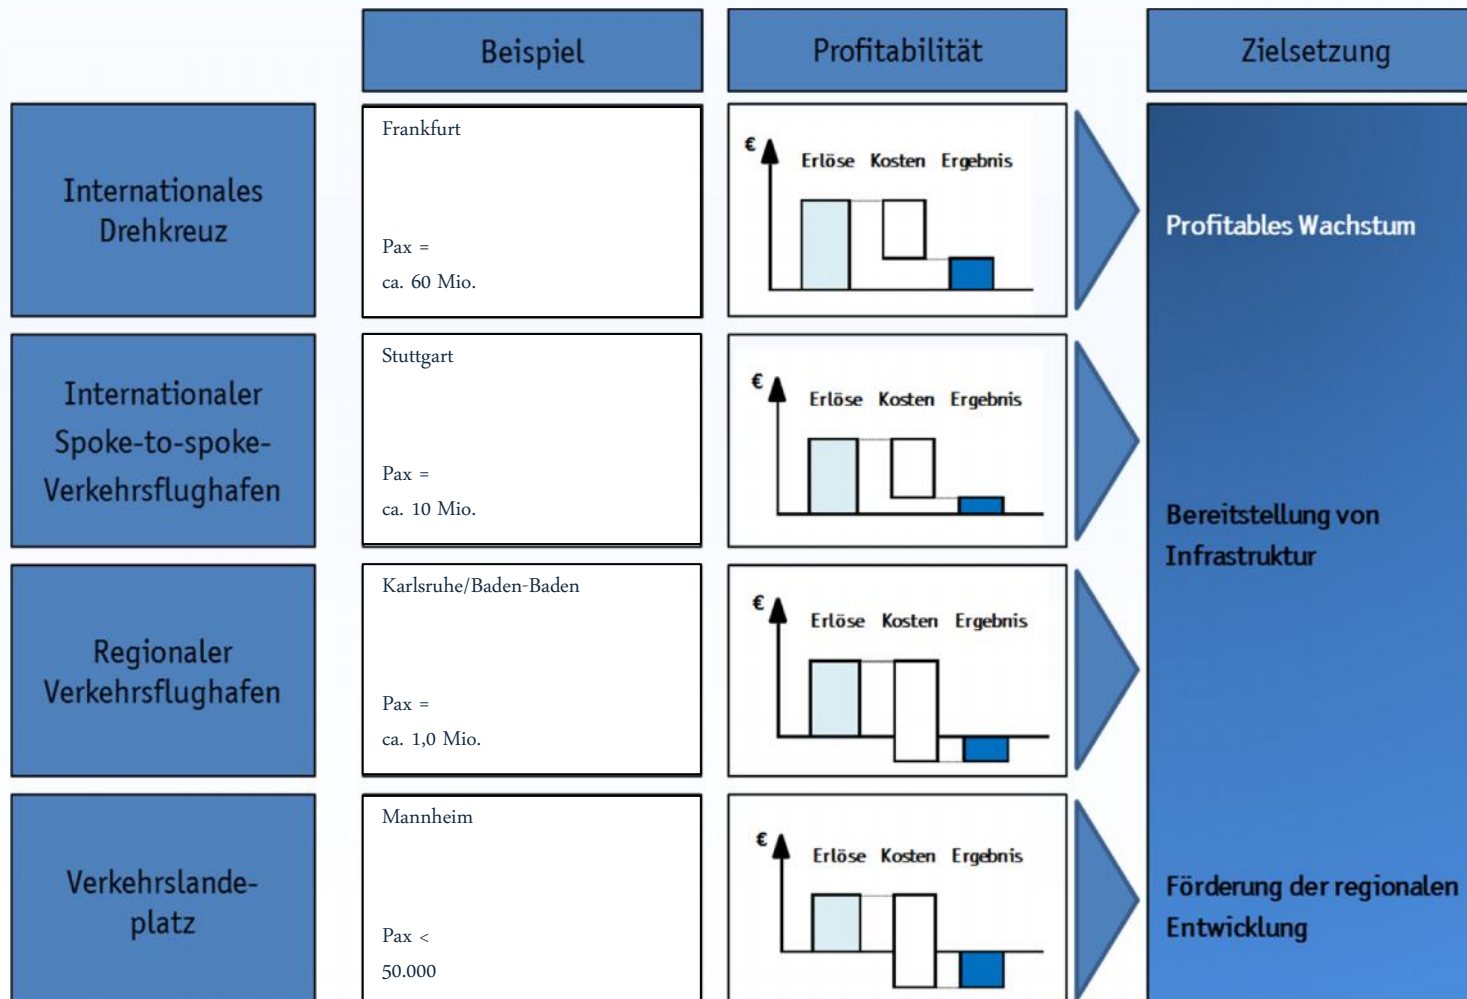 Beispiel
Profitabilität
Zielsetzung
Internationales
Drehkreuz
Frankfurt
Pax =
ca. 60 Mio.
€
Erlöse Kosten Ergebnis
Profitables Wachstum
Internationaler
Spoke-to-spoke-
Verkehrsflughafen
Stuttgart
Pax =
ca. 10 Mio.
€
Erlöse Kosten Ergebnis
Bereitstellung von
Infrastruktur
Regionaler
Verkehrsflughafen
Karlsruhe/Baden-Baden
Pax =
ca. 1,0 Mio.
€
Erlöse Kosten Ergebnis
Verkehrslande-
platz
Mannheim
Pax <
50.000
€
Erlöse Kosten Ergebnis
Förderung der regionalen
Entwicklung